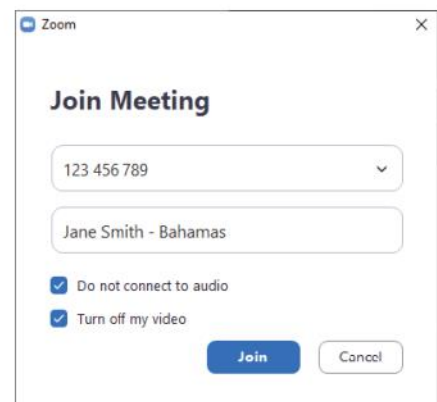 Zoom
Join Meeting
123 456 789
Jane Smith - Bahamas
Do not connect to audio
Turn off my video
Join Cancel